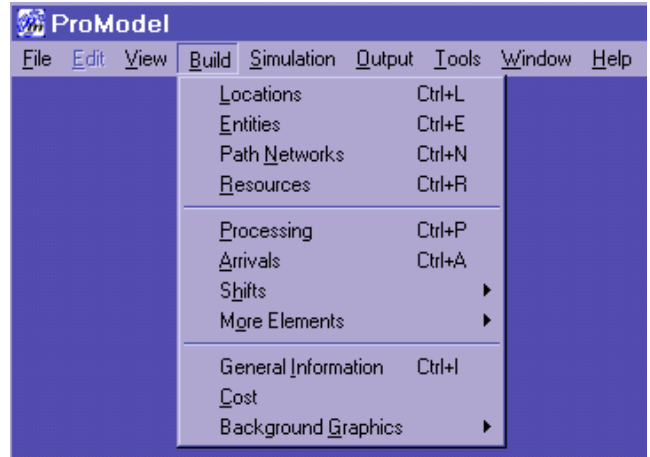 ProModel
File Edit View Build Simulation Output Tools Window Help
Locations Ctrl+L
Entities Ctrl+E
Path Networks Ctrl+N
Resources Ctrl+R
Processing Ctrl+P
Arrivals Ctrl+A
Shifts
More Elements
General Information Ctrl+I
Cost
Background Graphics